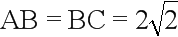 AB = BC = 2√2